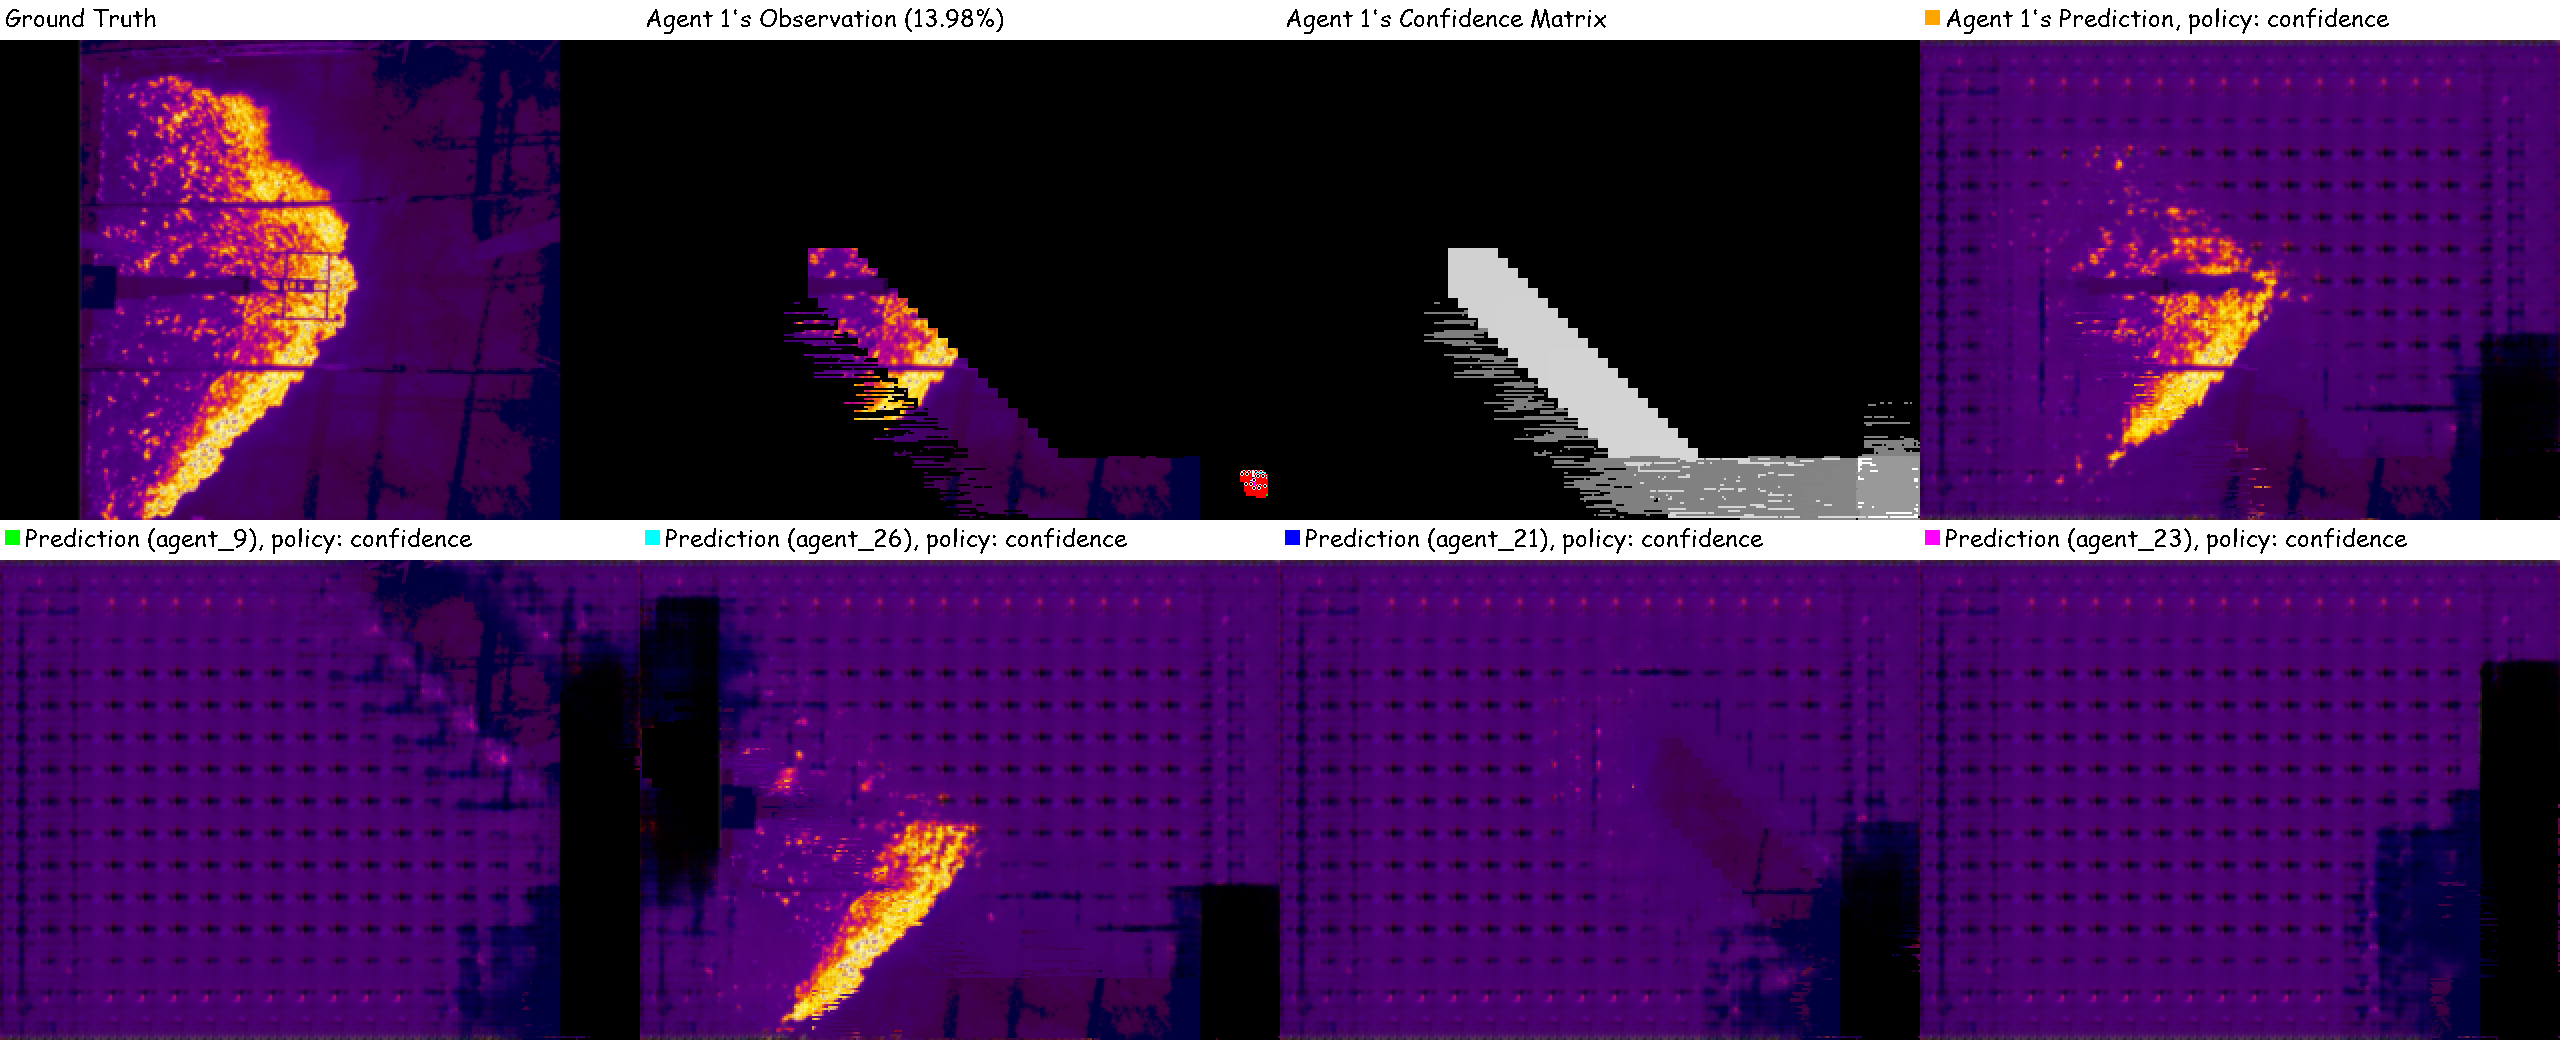 Ground Truth
Agent 1's Observation (13.98%)
Agent 1's Confidence Matrix
Agent 1's Prediction, policy: confidence
Prediction (agent_9), policy: confidence
Prediction (agent_26), policy: confidence
Prediction (agent_21), policy: confidence
Prediction (agent_23), policy: confidence